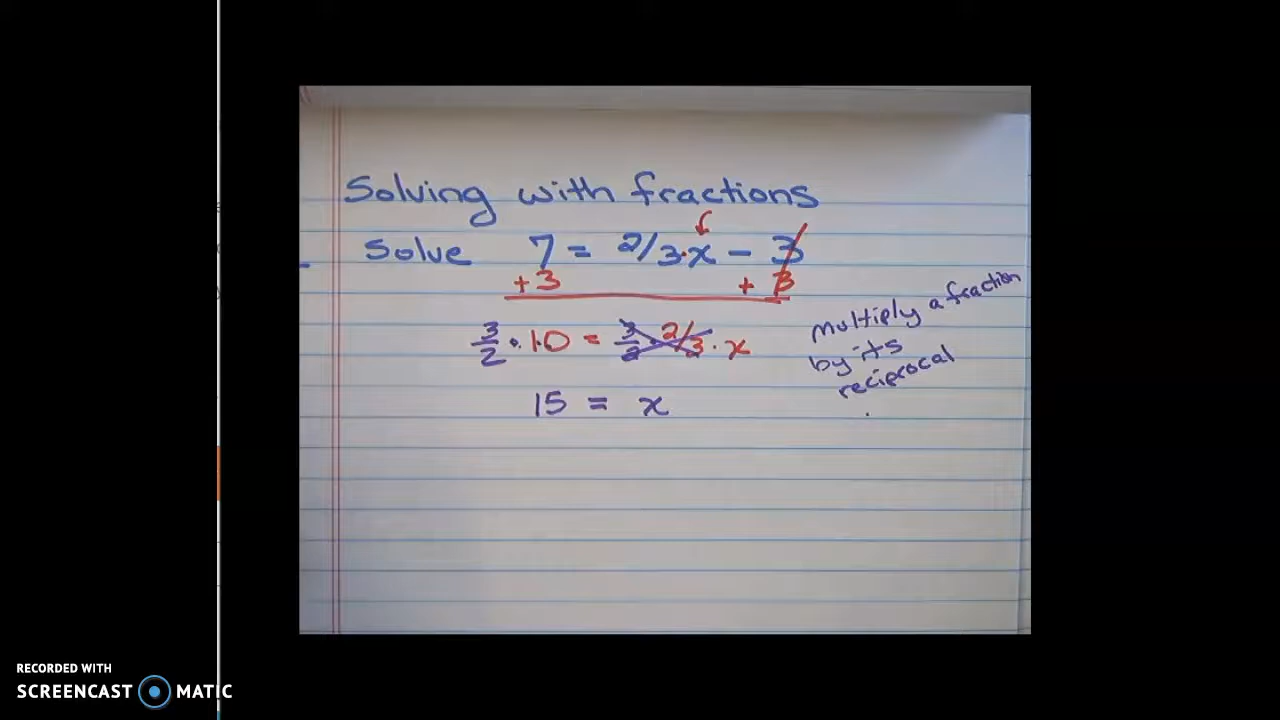 Solving with fractions
Solve 7 = 2/3·x - 3
+3 + 3
3/2 · 10 = 3/2 · 2/3 · x
15 = x
multiply a fraction
by its
reciprocal
RECORDED WITH
SCREENCAST MATIC